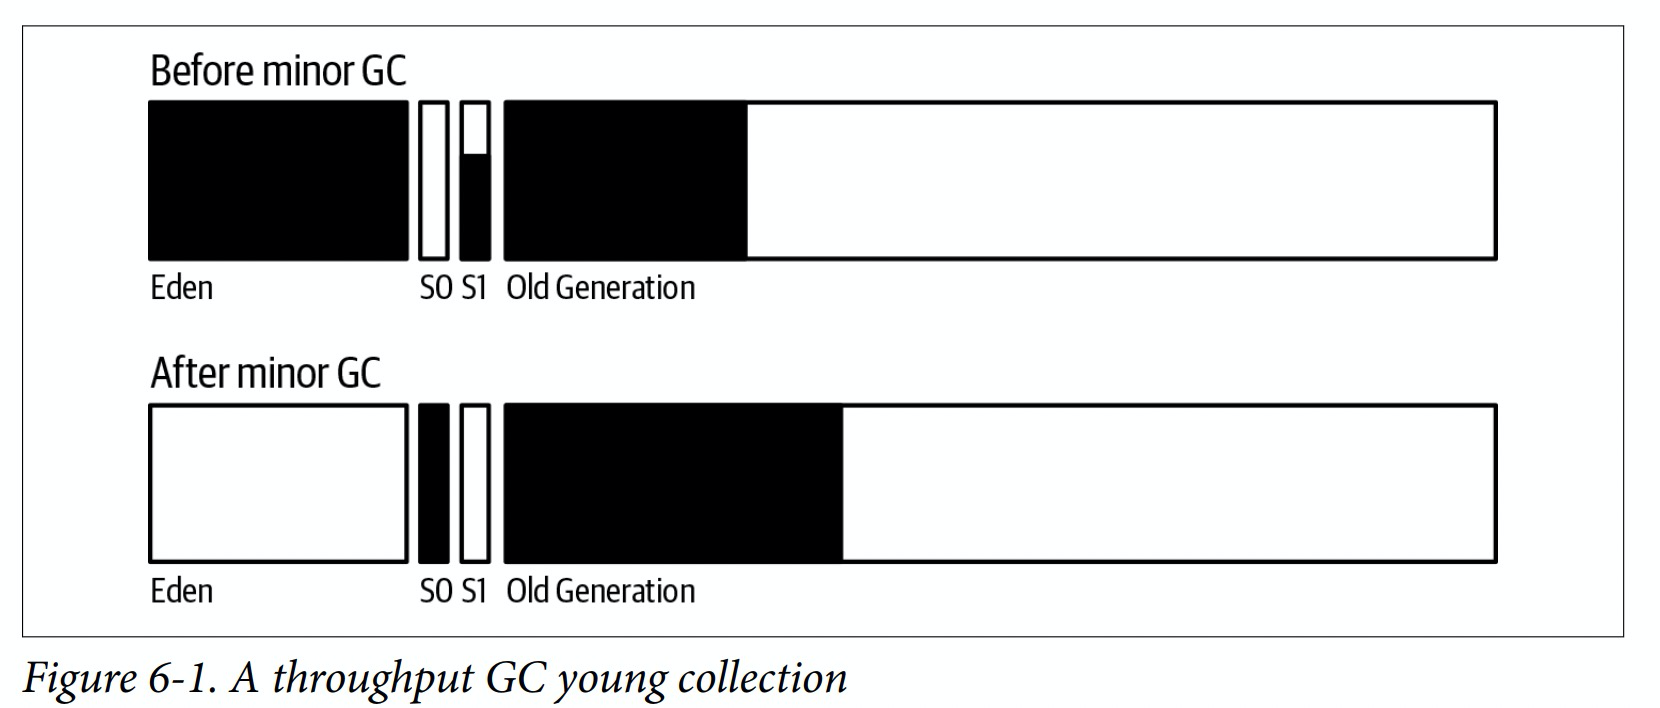 Before minor GC
Eden S0 S1 Old Generation
After minor GC
Eden S0 S1 Old Generation
Figure 6-1. A throughput GC young collection